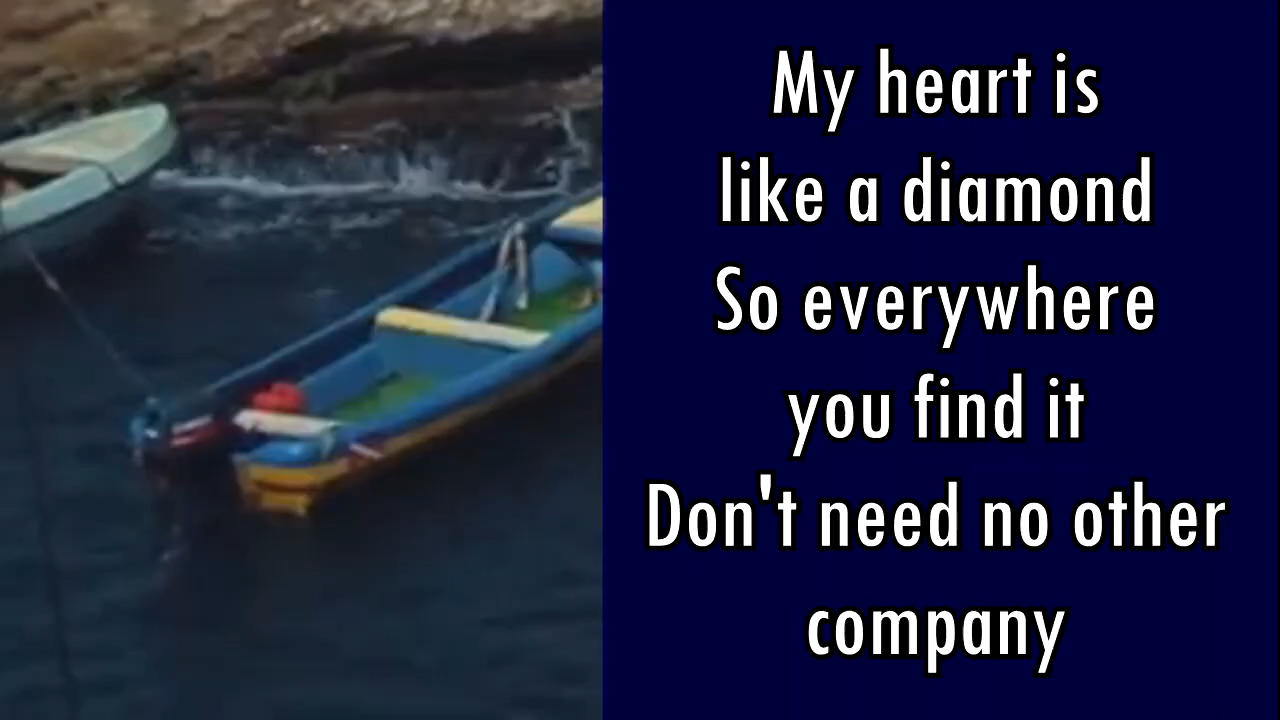 My heart is
like a diamond
So everywhere
you find it
Don't need no other
company